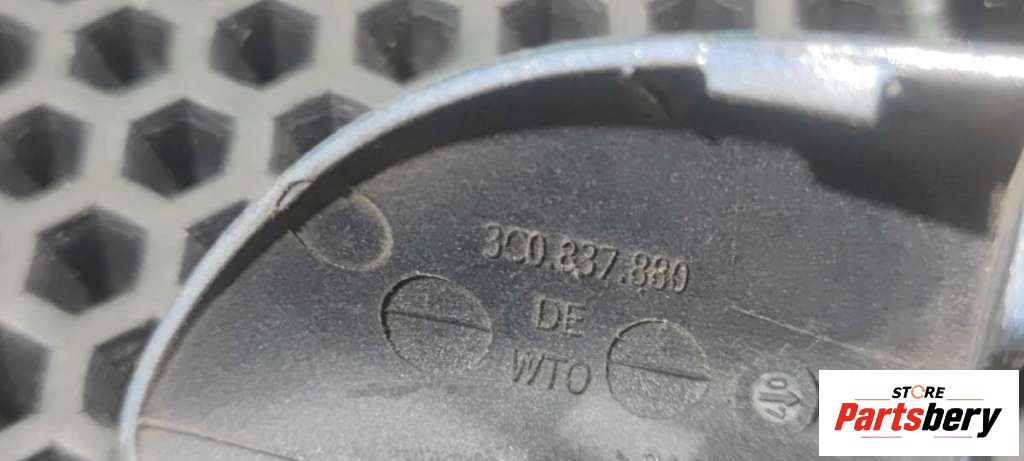 3C0.837.880
DE
WTO
STORE
Partsbery